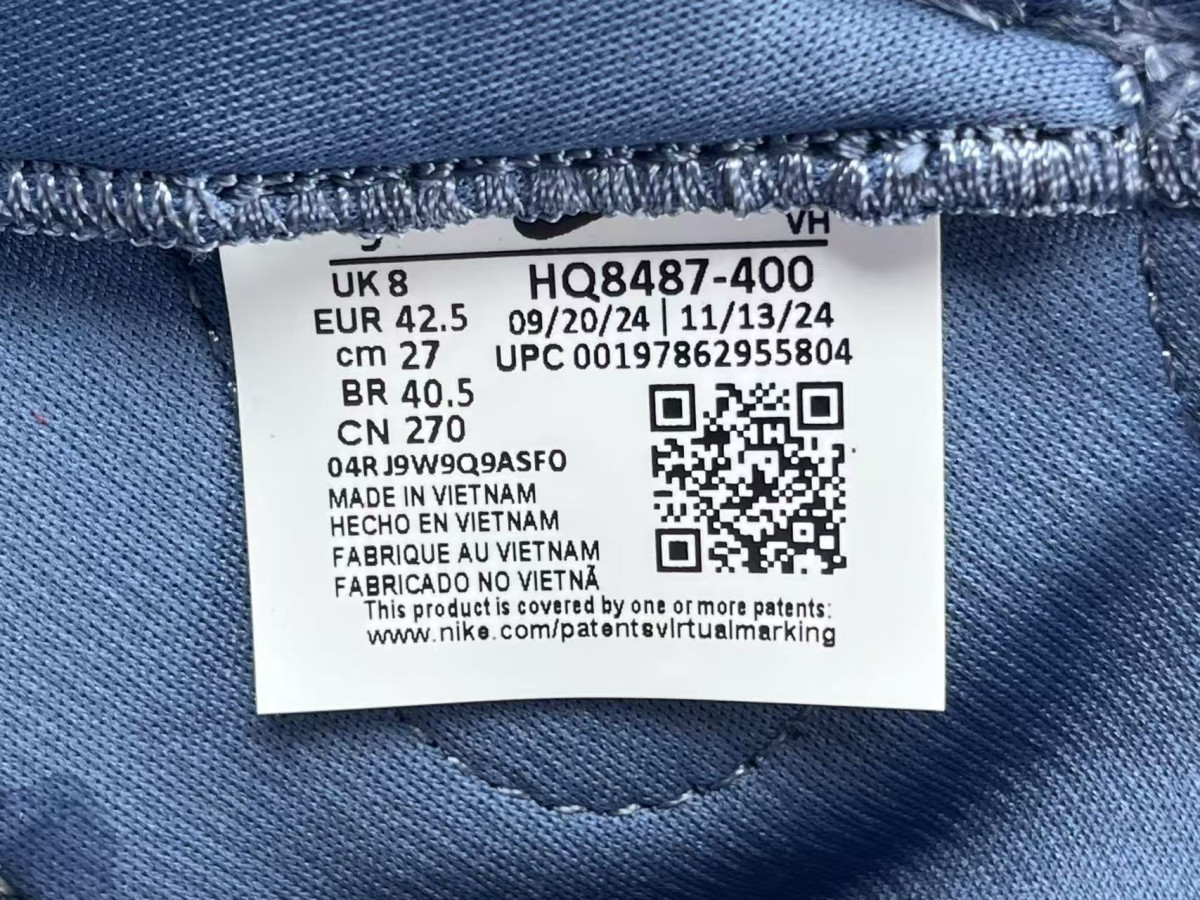 VH
UK 8 HQ8487-400
EUR 42.5 09/20/24 | 11/13/24
cm 27 UPC 00197862955804
BR 40.5
CN 270
04RJ9W9Q9ASFO
MADE IN VIETNAM
HECHO EN VIETNAM
FABRIQUE AU VIETNAM
FABRICADO NO VIETNÃ
This product is covered by one or more patents:
www.nike.com/patentsvirtualmarking